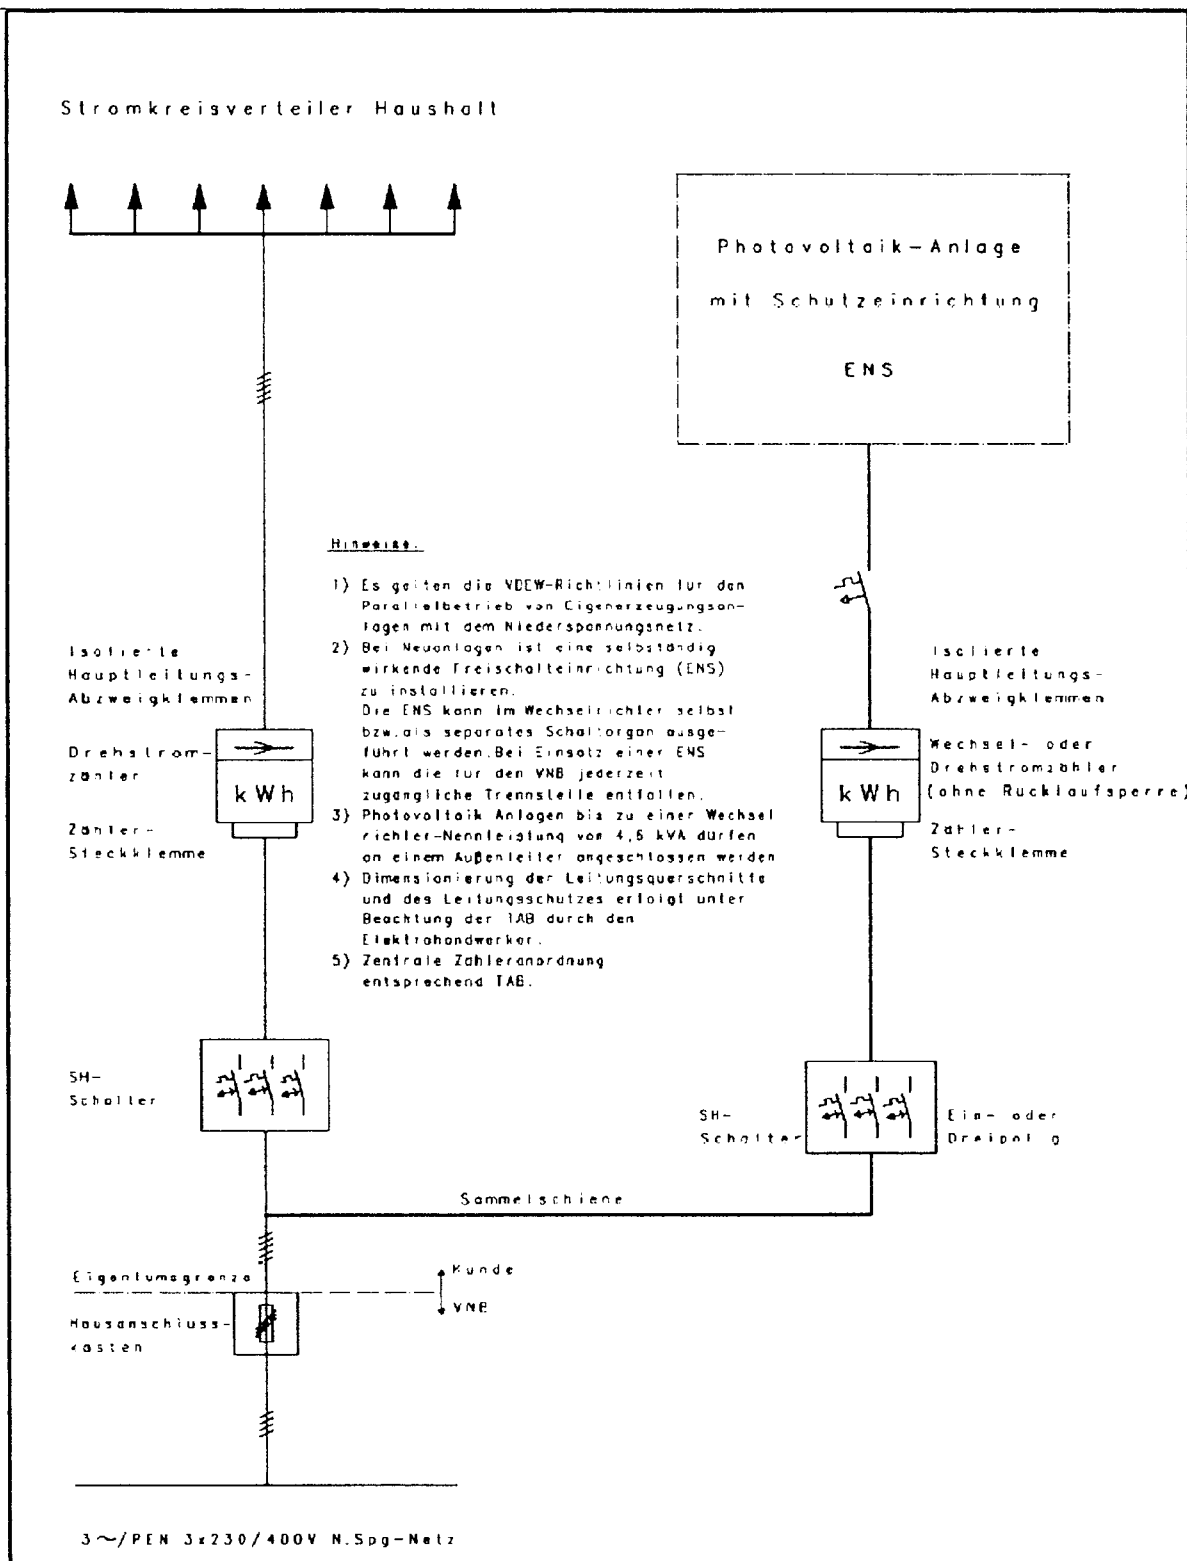 Stromkreisverteiler Haushalt
Photovoltaik-Anlage
mit Schutzeinrichtung
ENS
Hinweise.
1) Es gelten die VDEW-Richtlinien für den
Parallelbetrieb von Eigenerzeugungsan-
lagen mit dem Niederspannungsnetz.
2) Bei Neuanlagen ist eine selbständig
wirkende Freischalteinrichtung (ENS)
zu installieren.
Die ENS kann im Wechselrichter selbst
bzw.als separates Schaltorgan ausge-
führt werden.Bei Einsatz einer ENS
kann die für den VNB jederzeit
zugängliche Trennstelle entfallen.
3) Photovoltaik Anlagen bis zu einer Wechsel
richter-Nennleistung von 4,6 kVA dürfen
an einem Außenleiter angeschlossen werden
4) Dimensionierung der Leitungsquerschnitte
und des Leitungsschutzes erfolgt unter
Beachtung der TAB durch den
Elektrohandwerker.
5) Zentrale Zähleranordnung
entsprechend TAB.
Isolierte
Hauptleitungs-
Abzweigklemmen
Drehstrom-
zähler
kWh
Zähler-
Steckklemme
Isolierte
Hauptleitungs-
Abzweigklemmen
Wechsel- oder
Drehstromzähler
(ohne Rücklaufsperre)
kWh
Zähler-
Steckklemme
SH-
Schalter
SH-
Schalter
Ein- oder
Dreipolig
Sammelschiene
Eigentumsgrenze
Kunde
VNB
Hausanschluss-
kasten
3~/PEN 3x230/400V N.Spg-Netz